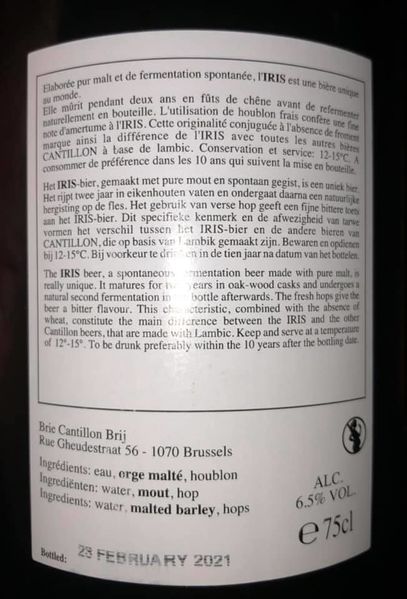 Elaborée pur malt et de fermentation spontanée, l'IRIS est une bière unique
au monde.
Elle mûrit pendant deux ans en fûts de chêne avant de refermenter
naturellement en bouteille. L'utilisation de houblon frais confère une fine
note d'amertume à l'IRIS. Cette originalité conjuguée à l'absence de froment
marque ainsi la différence de l'IRIS avec toutes les autres bières
CANTILLON à base de lambic. Conservation et service: 12-15°C. A
consommer de préférence dans les 10 ans qui suivent la mise en bouteille.
Het IRIS-bier, gemaakt met pure mout en spontaan gegist, is een uniek bier.
Het rijpt twee jaar in eikenhouten vaten en ondergaat daarna een natuurlijke
hergisting op de fles. Het gebruik van verse hop geeft een fijne bittere toets
aan het IRIS-bier. Dit specifieke kenmerk en de afwezigheid van tarwe
vormen het verschil tussen het IRIS-bier en de andere bieren van
CANTILLON, die op basis van Lambik gemaakt zijn. Bewaren en opdienen
bij 12-15°C. Bij voorkeur te drinken in de tien jaar na datum van het bottelen.
The IRIS beer, a spontaneous fermentation beer made with pure malt, is
really unique. It matures for two years in oak-wood casks and undergoes a
natural second fermentation in bottle afterwards. The fresh hops give the
beer a bitter flavour. This characteristic, combined with the absence of
wheat, constitute the main difference between the IRIS and the other
Cantillon beers, that are made with Lambic. Keep and serve at a temperature
of 12°-15°. To be drunk preferably within the 10 years after the bottling date.
Brie Cantillon Brij
Rue Gheudestraat 56 - 1070 Brussels
Ingrédients: eau, orge malté, houblon
Ingrediënten: water, mout, hop
Ingredients: water, malted barley, hops
ALC.
6.5% VOL.
e 75cl
Bottled: 23 FEBRUARY 2021